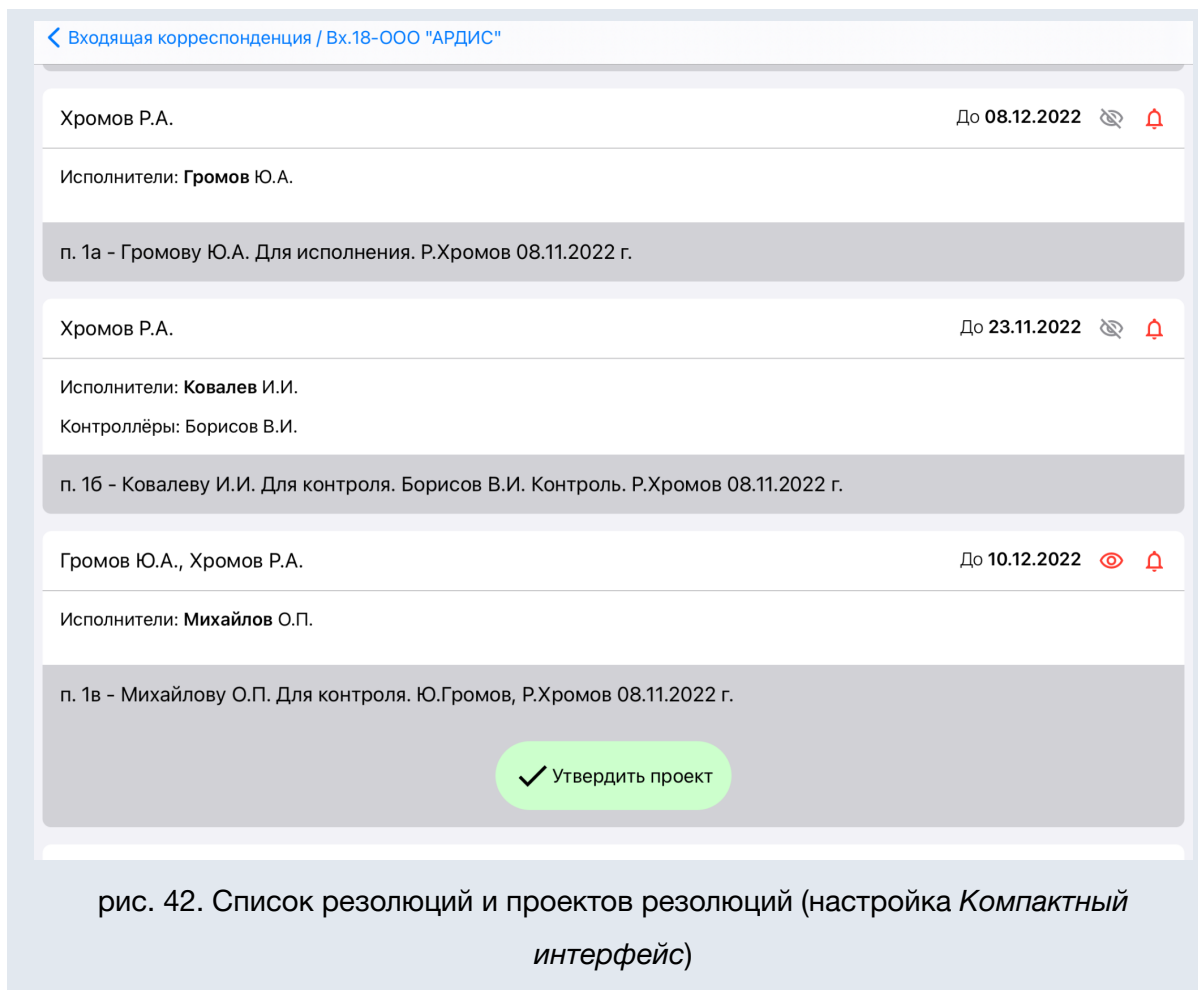 Входящая корреспонденция / Вх.18-ООО "АРДИС"
Хромов Р.А.
До 08.12.2022
Исполнители: Громов Ю.А.
п. 1а - Громову Ю.А. Для исполнения. Р.Хромов 08.11.2022 г.
Хромов Р.А.
До 23.11.2022
Исполнители: Ковалев И.И.
Контроллёры: Борисов В.И.
п. 1б - Ковалеву И.И. Для контроля. Борисов В.И. Контроль. Р.Хромов 08.11.2022 г.
Громов Ю.А., Хромов Р.А.
До 10.12.2022
Исполнители: Михайлов О.П.
п. 1в - Михайлову О.П. Для контроля. Ю.Громов, Р.Хромов 08.11.2022 г.
Утвердить проект
рис. 42. Список резолюций и проектов резолюций (настройка Компактный
интерфейс)